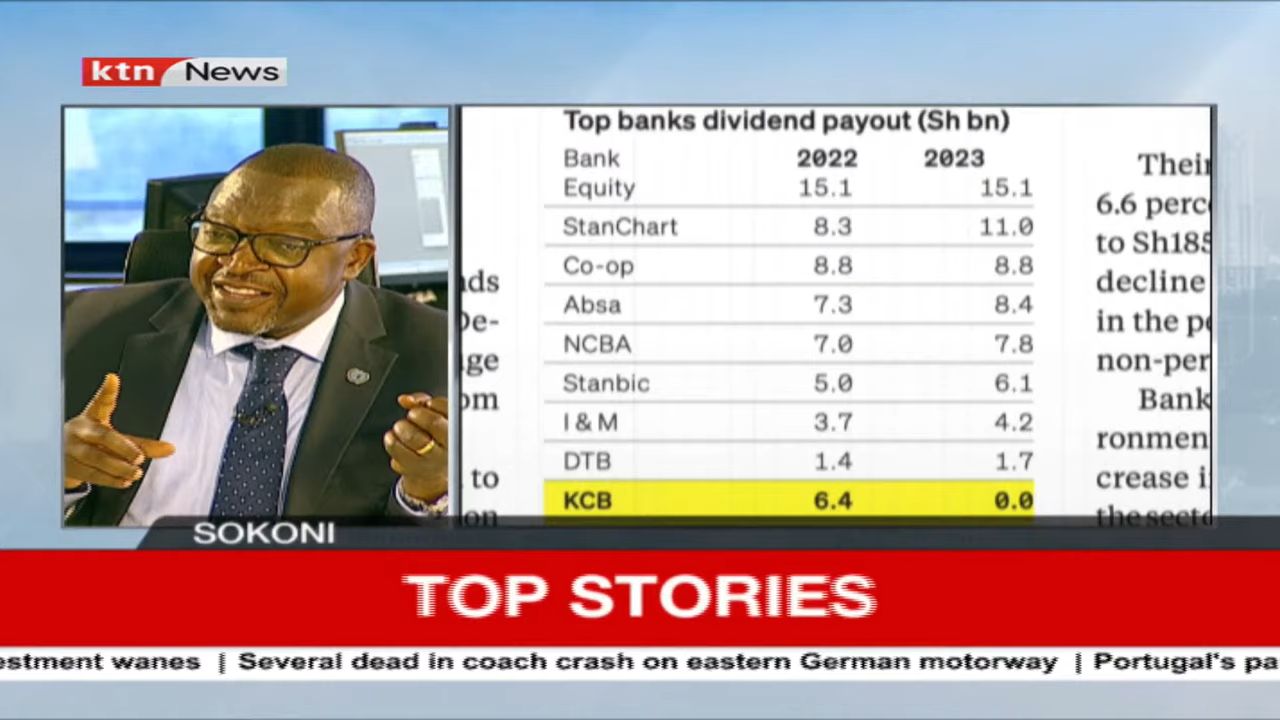 ktn News
Top banks dividend payout (Sh bn)
Bank 2022 2023
Equity 15.1 15.1
StanChart 8.3 11.0
Co-op 8.8 8.8
Absa 7.3 8.4
NCBA 7.0 7.8
Stanbic 5.0 6.1
I & M 3.7 4.2
DTB 1.4 1.7
KCB 6.4 0.0
to
Their
6.6 perc
to Sh185
decline
in the p
non-per
Bank
ronmen
crease i
the secto
SOKONI
TOP STORIES
estment wanes | Several dead in coach crash on eastern German motorway | Portugal's pa